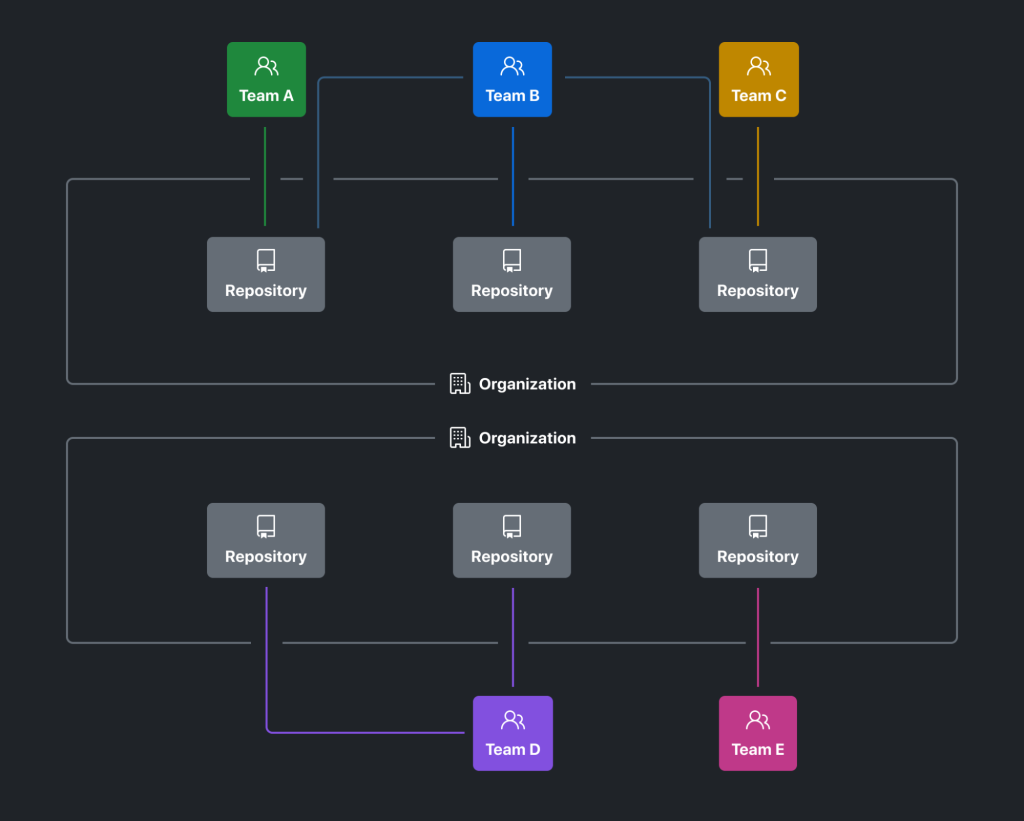 Team A
Team B
Team C
Repository
Repository
Repository
Organization
Organization
Repository
Repository
Repository
Team D
Team E